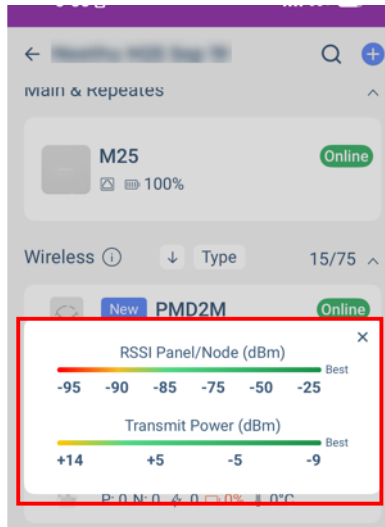 Main & Repeates
M25
Online
100%
Wireless
Type
15/75
New
PMD2M
Online
RSSI Panel/Node (dBm)
Best
-95 -90 -85 -75 -50 -25
Transmit Power (dBm)
Best
+14 +5 -5 -9
P: 0 N: 0 0 0% 0°C